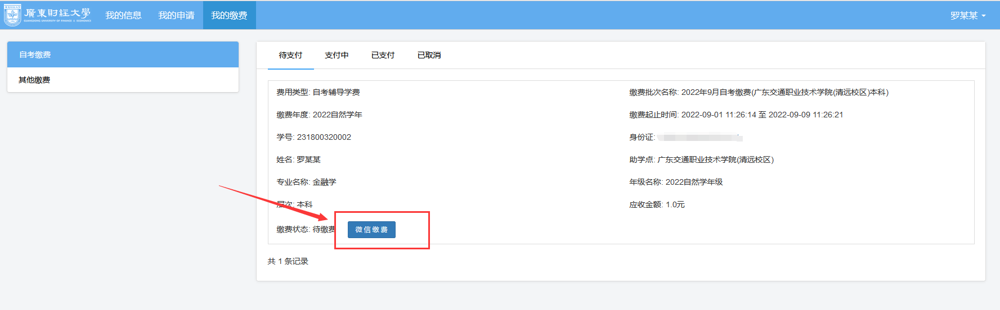 廣東財經大學 我的信息 我的申请 我的缴费 罗某某
GUANGDONG UNIVERSITY OF FINANCE & ECONOMICS
自考缴费
其他缴费
待支付 支付中 已支付 已取消
费用类型: 自考辅导学费 缴费批次名称: 2022年9月自考缴费(广东交通职业技术学院(清远校区)本科)
缴费年度: 2022自然学年 缴费起止时间: 2022-09-01 11:26:14 至 2022-09-09 11:26:21
学号: 231800320002 身份证:
姓名: 罗某某 助学点: 广东交通职业技术学院(清远校区)
专业名称: 金融学 年级名称: 2022自然学年级
层次: 本科 应收金额: 1.0元
缴费状态: 待缴费 微信缴费
共 1 条记录